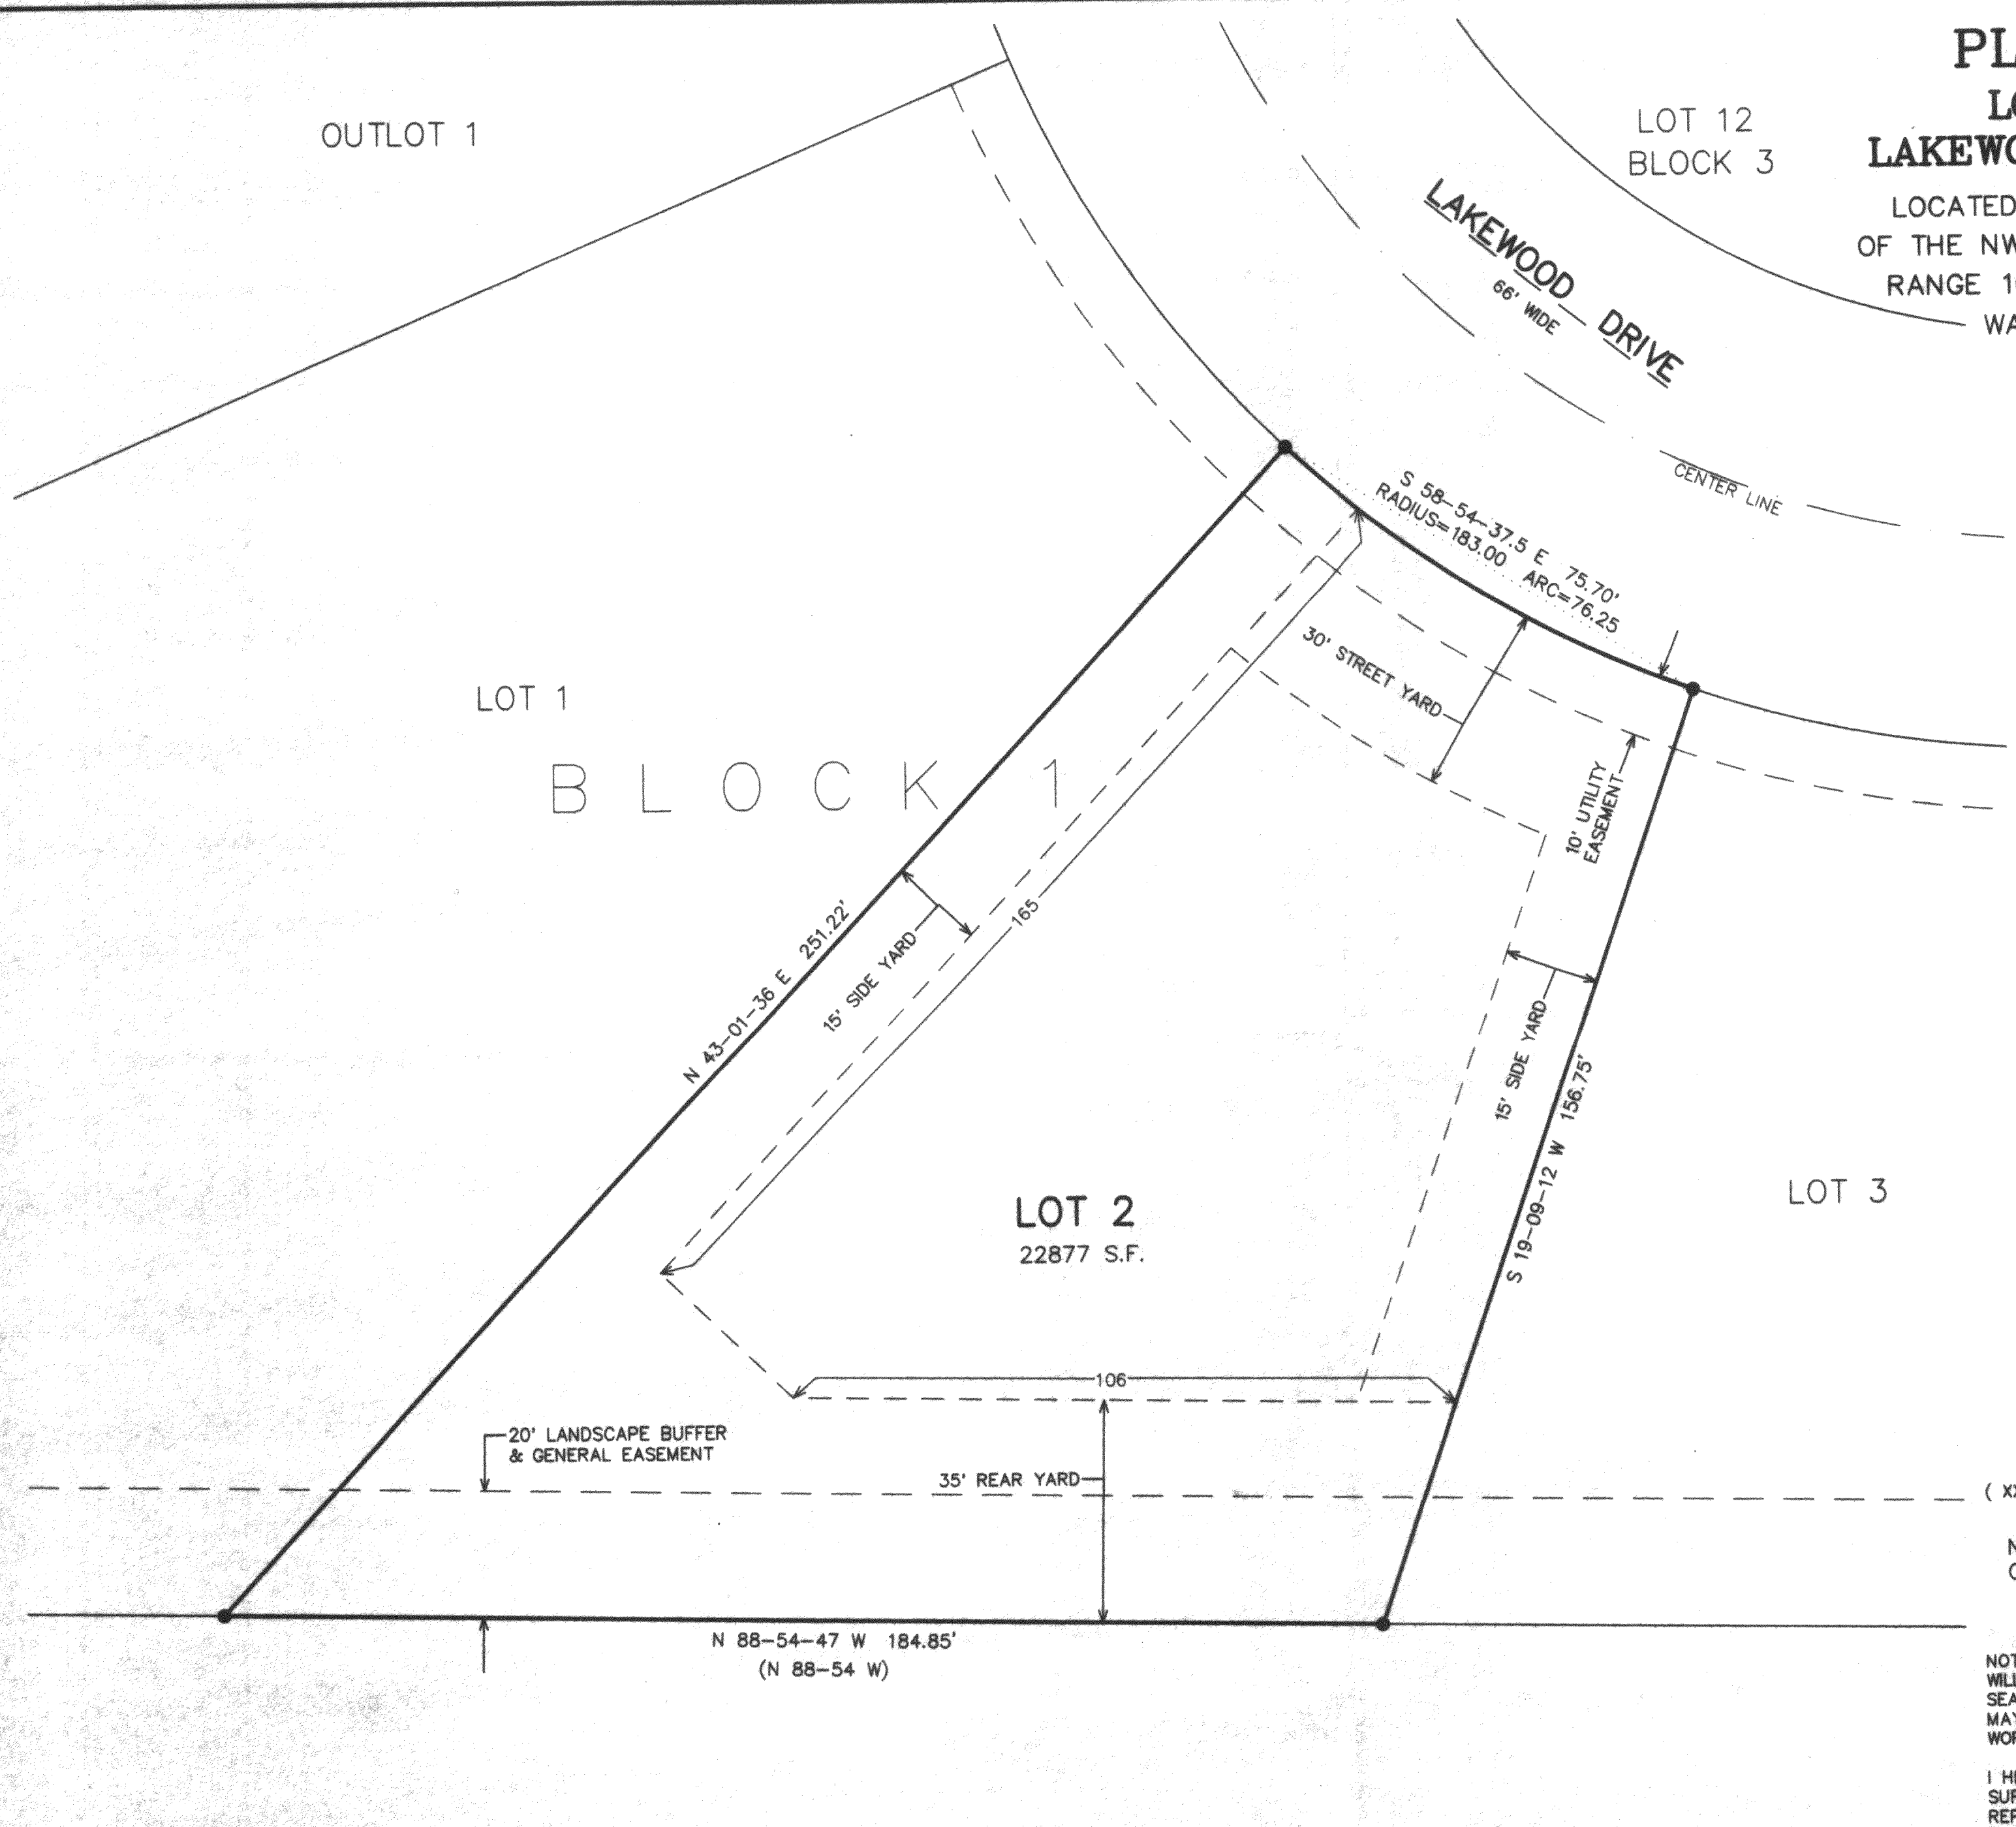 OUTLOT 1
LOT 12
BLOCK 3
LAKEWOOD DRIVE
66' WIDE
CENTER LINE
S 58-54-37.5 E 75.70'
RADIUS=183.00 ARC=76.25
30' STREET YARD
10' UTILITY
EASEMENT
LOT 1
BLOCK 1
N 43-01-36 E 251.22'
15' SIDE YARD
165
15' SIDE YARD
S 19-09-12 W 156.75'
LOT 2
22877 S.F.
LOT 3
106
20' LANDSCAPE BUFFER
& GENERAL EASEMENT
35' REAR YARD
N 88-54-47 W 184.85'
(N 88-54 W)
LOCATED
OF THE NW
RANGE